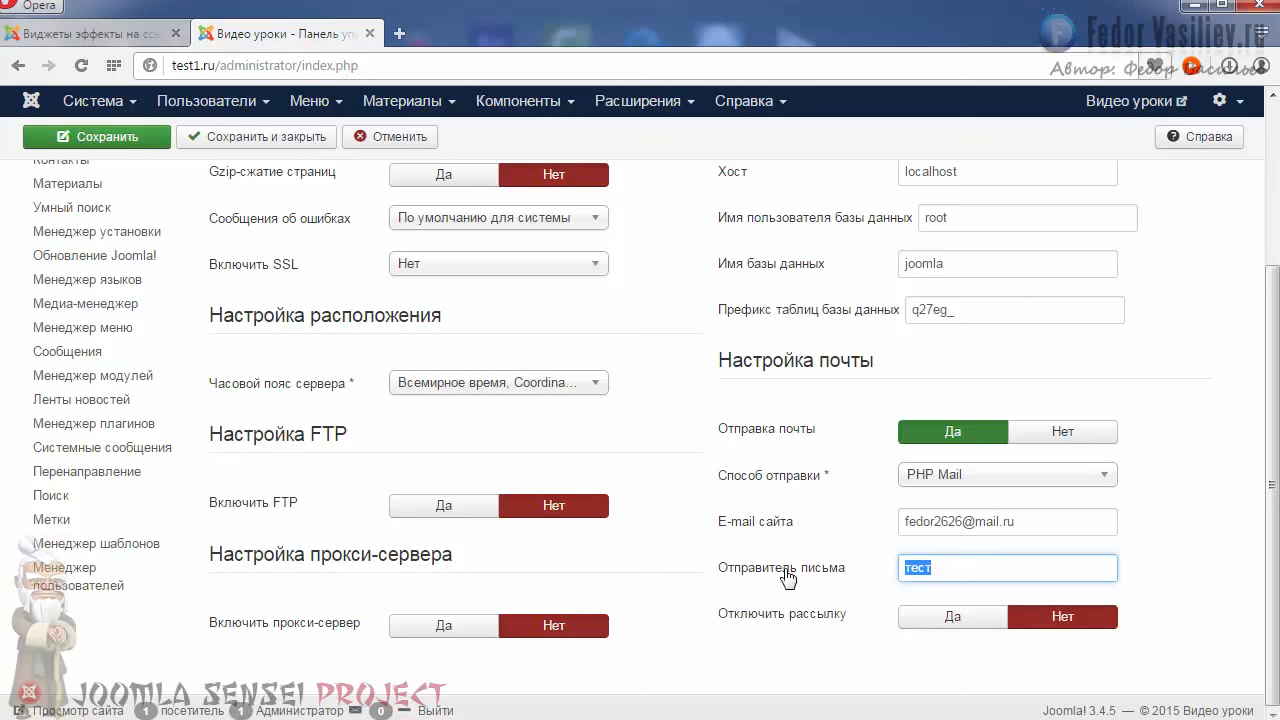 Opera
Виджеты эффекты на ссы
Видео уроки - Панель уп
Fedor Vasiliev.ru
test1.ru/administrator/index.php
Автор: Федор Васильев
Система
Пользователи
Меню
Материалы
Компоненты
Расширения
Справка
Видео уроки
Сохранить
Сохранить и закрыть
Отменить
Справка
Контакты
Материалы
Умный поиск
Менеджер установки
Обновление Joomla!
Менеджер языков
Медиа-менеджер
Менеджер меню
Сообщения
Менеджер модулей
Ленты новостей
Менеджер плагинов
Системные сообщения
Перенаправление
Поиск
Метки
Менеджер шаблонов
Менеджер
пользователей
Gzip-сжатие страниц
Да
Нет
Сообщения об ошибках
По умолчанию для системы
Включить SSL
Нет
Настройка расположения
Часовой пояс сервера *
Всемирное время, Coordina...
Настройка FTP
Включить FTP
Да
Нет
Настройка прокси-сервера
Включить прокси-сервер
Да
Нет
Хост
localhost
Имя пользователя базы данных
root
Имя базы данных
joomla
Префикс таблиц базы данных
q27eg_
Настройка почты
Отправка почты
Да
Нет
Способ отправки *
PHP Mail
E-mail сайта
fedor2626@mail.ru
Отправитель письма
тест
Отключить рассылку
Да
Нет
JOOMLA SENSEI PROJECT
Просмотр сайта
1 посетитель
1 Администратор
0
Выйти
Joomla! 3.4.5 — © 2015 Видео уроки